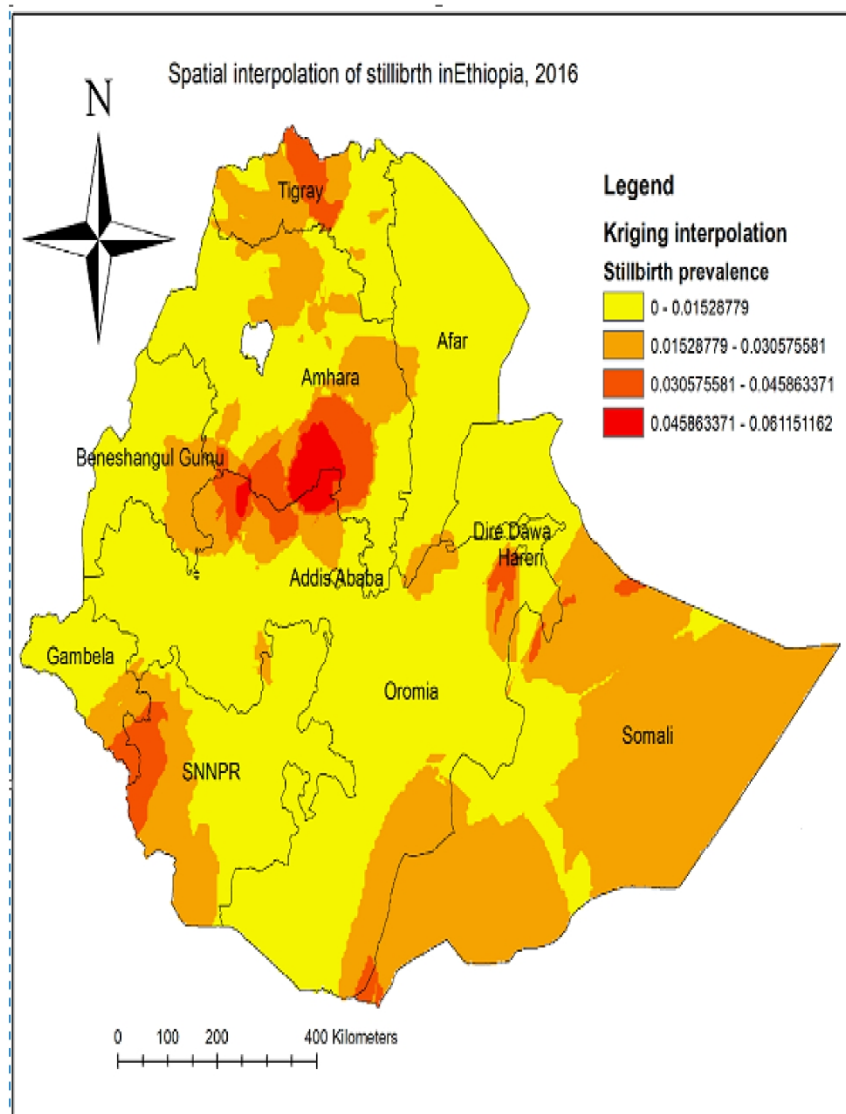 Spatial interpolation of stillibrth inEthiopia, 2016
N
Legend
Kriging interpolation
Stillbirth prevalence
0 - 0.01528779
0.01528779 - 0.030575581
0.030575581 - 0.045863371
0.045863371 - 0.061151162
Tigray
Afar
Amhara
Beneshangul Gumu
Dire Dawa
Hareri
Addis Ababa
Gambela
Oromia
Somali
SNNPR
0 100 200 400 Kilometers